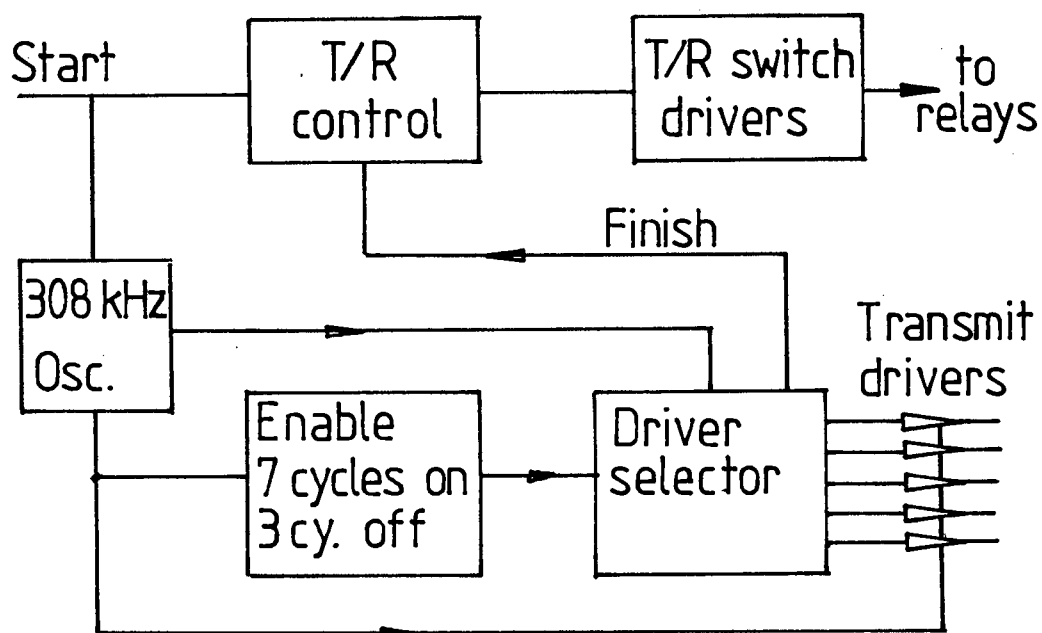 Start
T/R
control
T/R switch
drivers
to
relays
Finish
308 kHz
Osc.
Transmit
drivers
Enable
7 cycles on
3 cy. off
Driver
selector